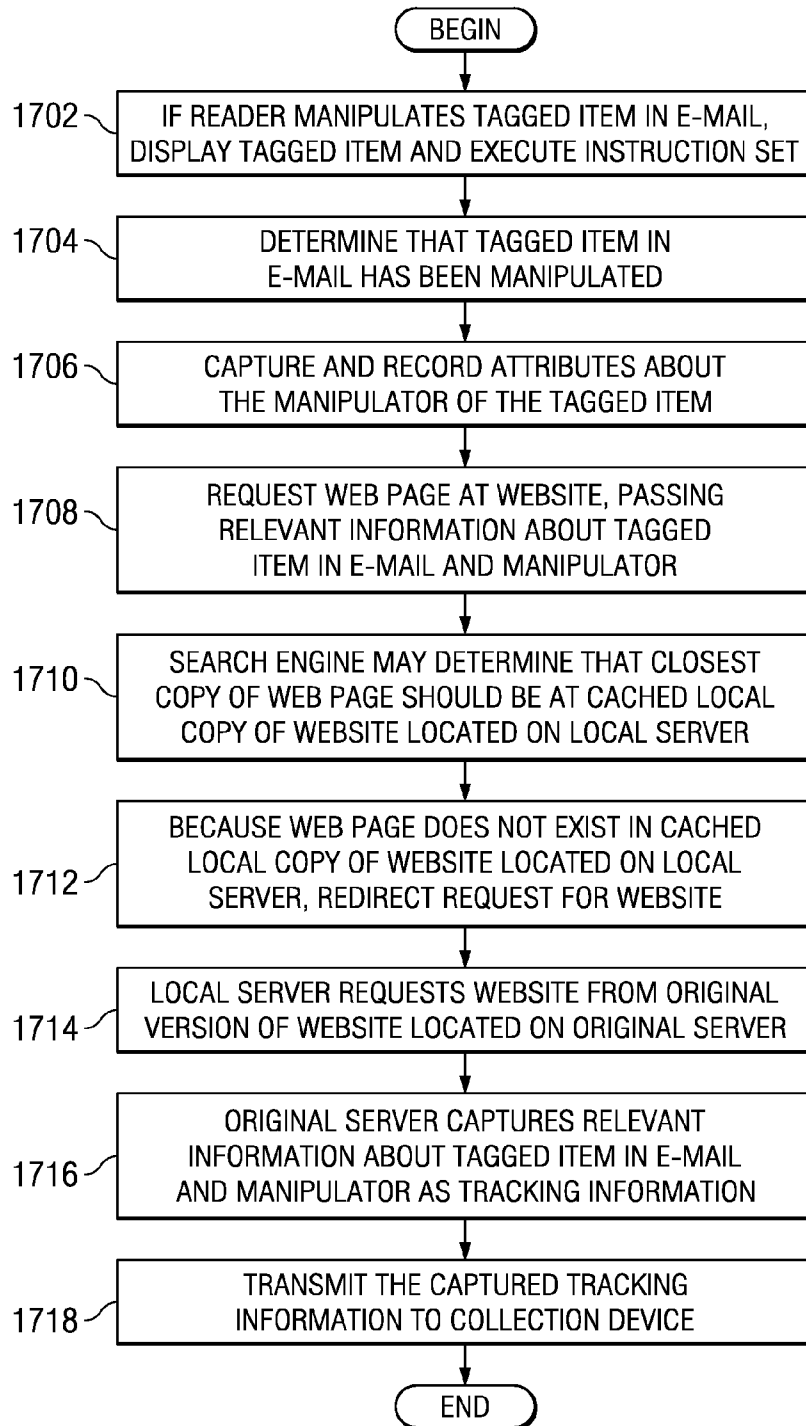 BEGIN
1702
IF READER MANIPULATES TAGGED ITEM IN E-MAIL,
DISPLAY TAGGED ITEM AND EXECUTE INSTRUCTION SET
1704
DETERMINE THAT TAGGED ITEM IN
E-MAIL HAS BEEN MANIPULATED
1706
CAPTURE AND RECORD ATTRIBUTES ABOUT
THE MANIPULATOR OF THE TAGGED ITEM
1708
REQUEST WEB PAGE AT WEBSITE, PASSING
RELEVANT INFORMATION ABOUT TAGGED
ITEM IN E-MAIL AND MANIPULATOR
1710
SEARCH ENGINE MAY DETERMINE THAT CLOSEST
COPY OF WEB PAGE SHOULD BE AT CACHED LOCAL
COPY OF WEBSITE LOCATED ON LOCAL SERVER
1712
BECAUSE WEB PAGE DOES NOT EXIST IN CACHED
LOCAL COPY OF WEBSITE LOCATED ON LOCAL
SERVER, REDIRECT REQUEST FOR WEBSITE
1714
LOCAL SERVER REQUESTS WEBSITE FROM ORIGINAL
VERSION OF WEBSITE LOCATED ON ORIGINAL SERVER
1716
ORIGINAL SERVER CAPTURES RELEVANT
INFORMATION ABOUT TAGGED ITEM IN E-MAIL
AND MANIPULATOR AS TRACKING INFORMATION
1718
TRANSMIT THE CAPTURED TRACKING
INFORMATION TO COLLECTION DEVICE
END